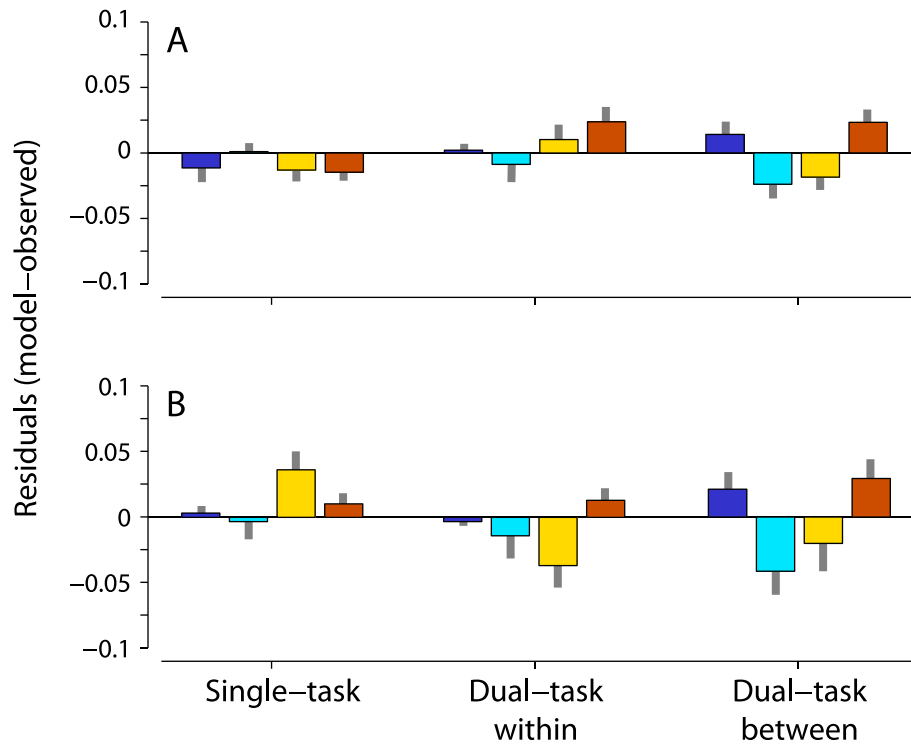 A
0.1
0.05
0
−0.05
−0.1
Residuals (model−observed)
B
0.1
0.05
0
−0.05
−0.1
Single−task
Dual−task
within
Dual−task
between